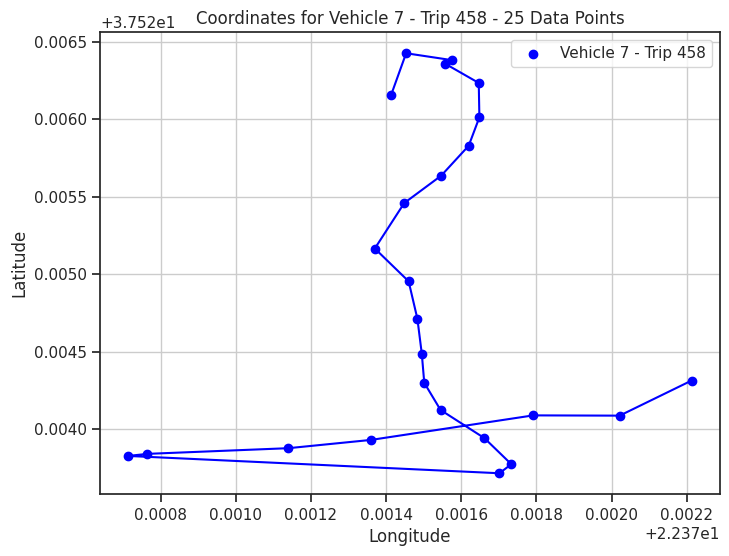 +3.752e1
Coordinates for Vehicle 7 - Trip 458 - 25 Data Points
Vehicle 7 - Trip 458
0.0065
0.0060
0.0055
0.0050
0.0045
0.0040
Latitude
0.0008 0.0010 0.0012 0.0014 0.0016 0.0018 0.0020 0.0022
Longitude
+2.237e1